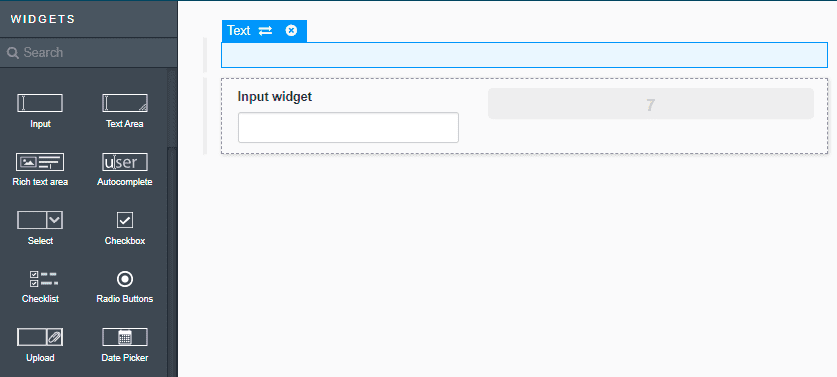 WIDGETS
Search
Input
Text Area
Rich text area
user
Autocomplete
Select
Checkbox
Checklist
Radio Buttons
Upload
Date Picker
Text
Input widget
7